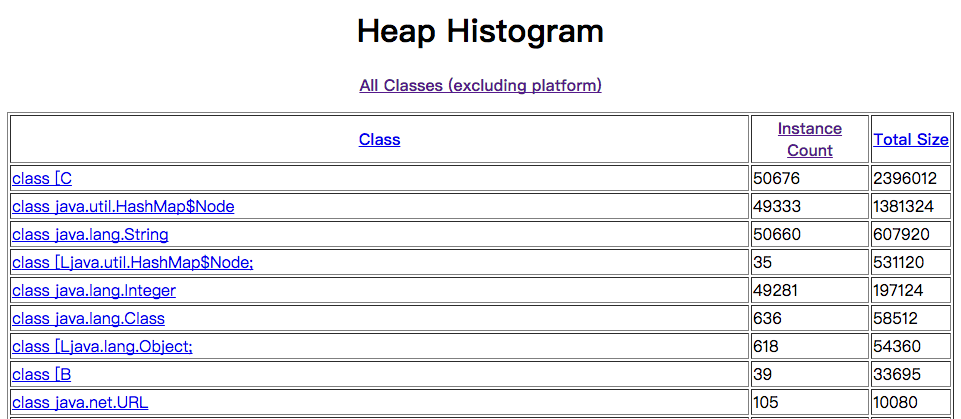 Heap Histogram
All Classes (excluding platform)
Class Instance Count Total Size
class [C 50676 2396012
class java.util.HashMap$Node 49333 1381324
class java.lang.String 50660 607920
class [Ljava.util.HashMap$Node; 35 531120
class java.lang.Integer 49281 197124
class java.lang.Class 636 58512
class [Ljava.lang.Object; 618 54360
class [B 39 33695
class java.net.URL 105 10080